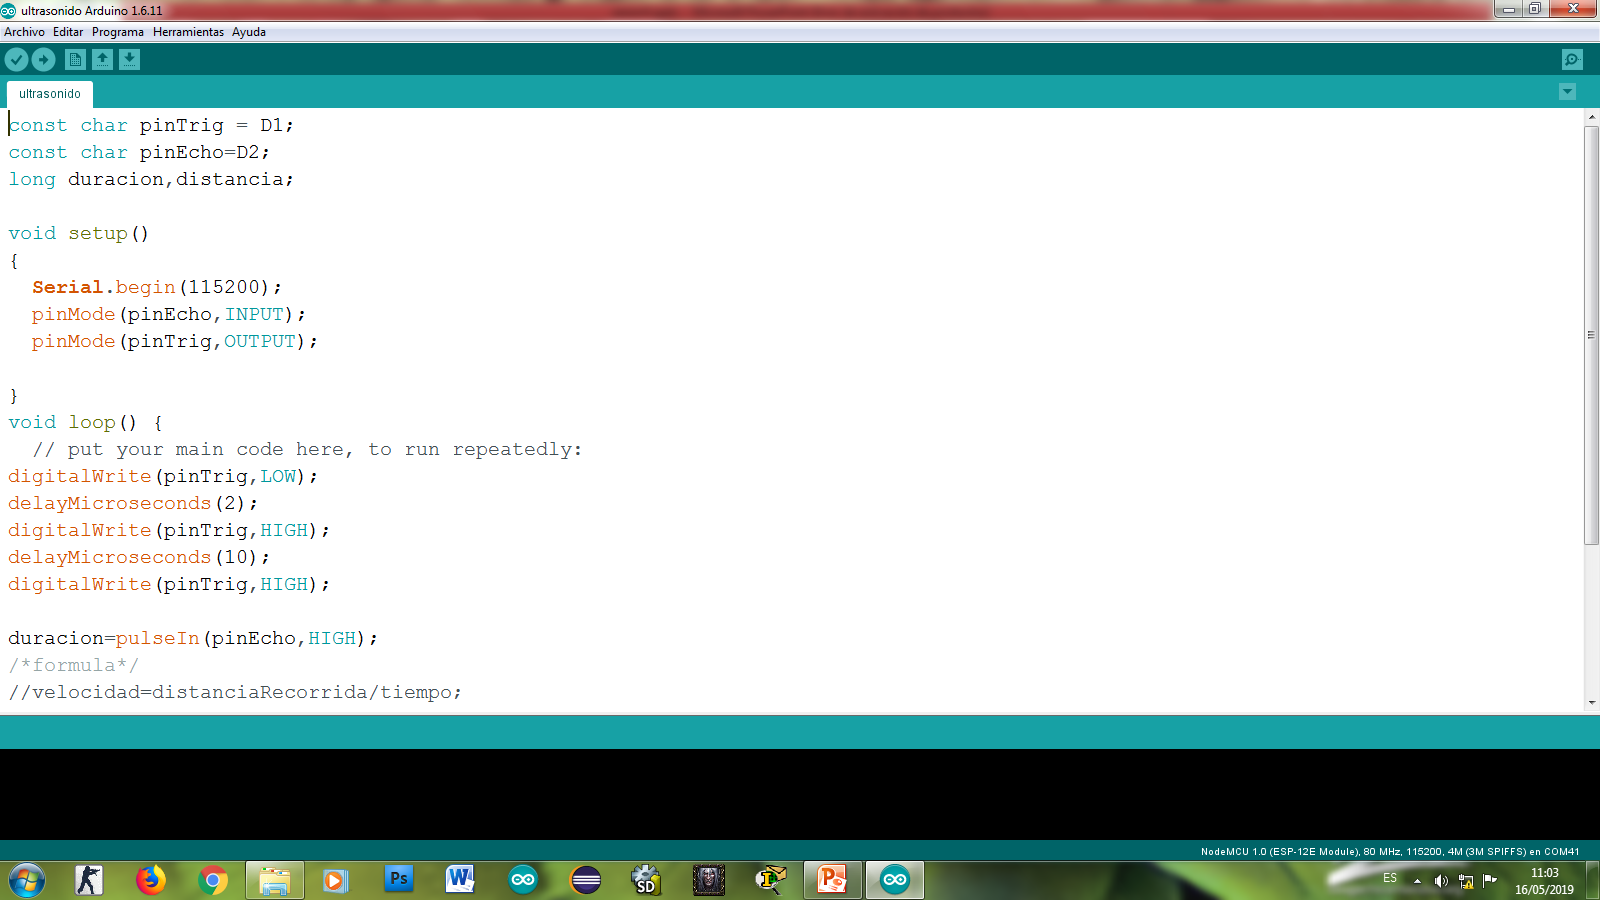 ultrasonido Arduino 1.6.11
Archivo Editar Programa Herramientas Ayuda
ultrasonido
const char pinTrig = D1;
const char pinEcho=D2;
long duracion,distancia;
void setup()
{
Serial.begin(115200);
pinMode(pinEcho,INPUT);
pinMode(pinTrig,OUTPUT);
}
void loop() {
// put your main code here, to run repeatedly:
digitalWrite(pinTrig,LOW);
delayMicroseconds(2);
digitalWrite(pinTrig,HIGH);
delayMicroseconds(10);
digitalWrite(pinTrig,HIGH);
duracion=pulseIn(pinEcho,HIGH);
/*formula*/
//velocidad=distanciaRecorrida/tiempo;
NodeMCU 1.0 (ESP-12E Module), 80 MHz, 115200, 4M (3M SPIFFS) en COM41
Ps
W
SD
P
ES
11:03
16/05/2019